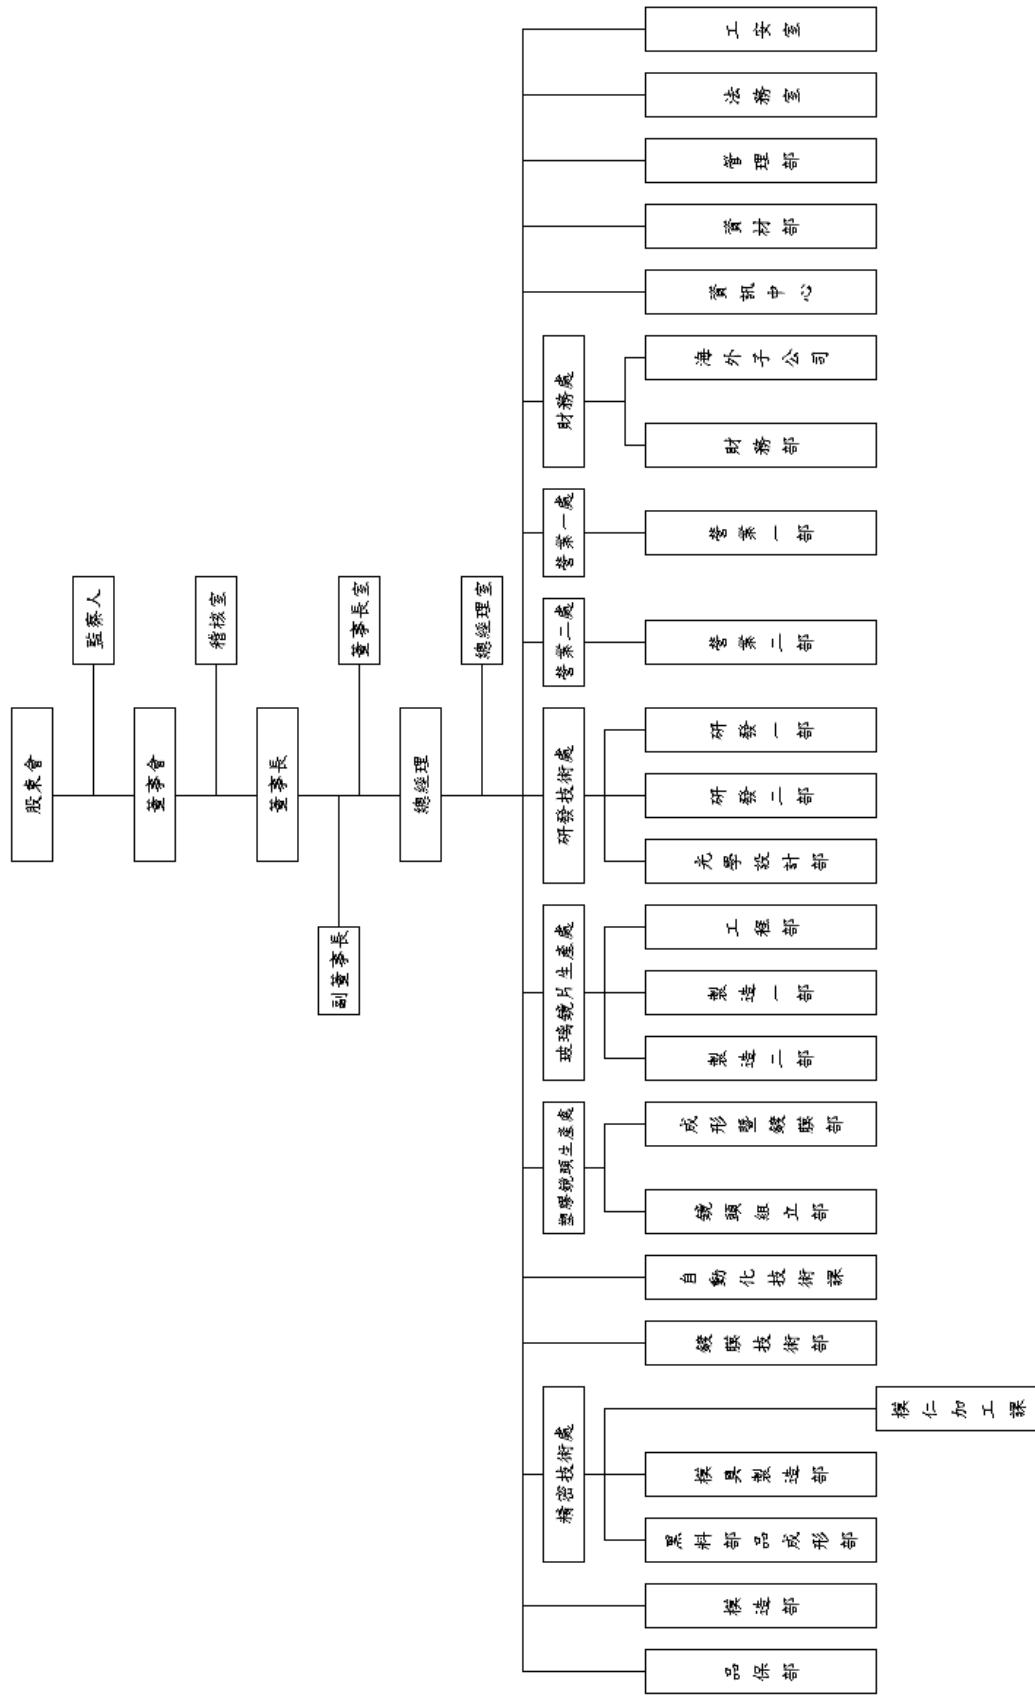 股東會
監察人
董事會
稽核室
董事長
董事長室
副董事長
總經理
總經理室
工安室
法務室
管理部
資材部
資訊中心
財務處
海外子公司
財務部
營業一處
營業一部
營業二處
營業二部
研發技術處
研發一部
研發二部
光學設計部
玻璃鏡片生產處
工程部
製造一部
製造二部
塑膠鏡頭生產處
成形暨鍍膜部
鏡頭組立部
自動化技術課
鍍膜技術部
精密技術處
模仁加工課
模具製造部
黑料部品成形部
模造部
品保部